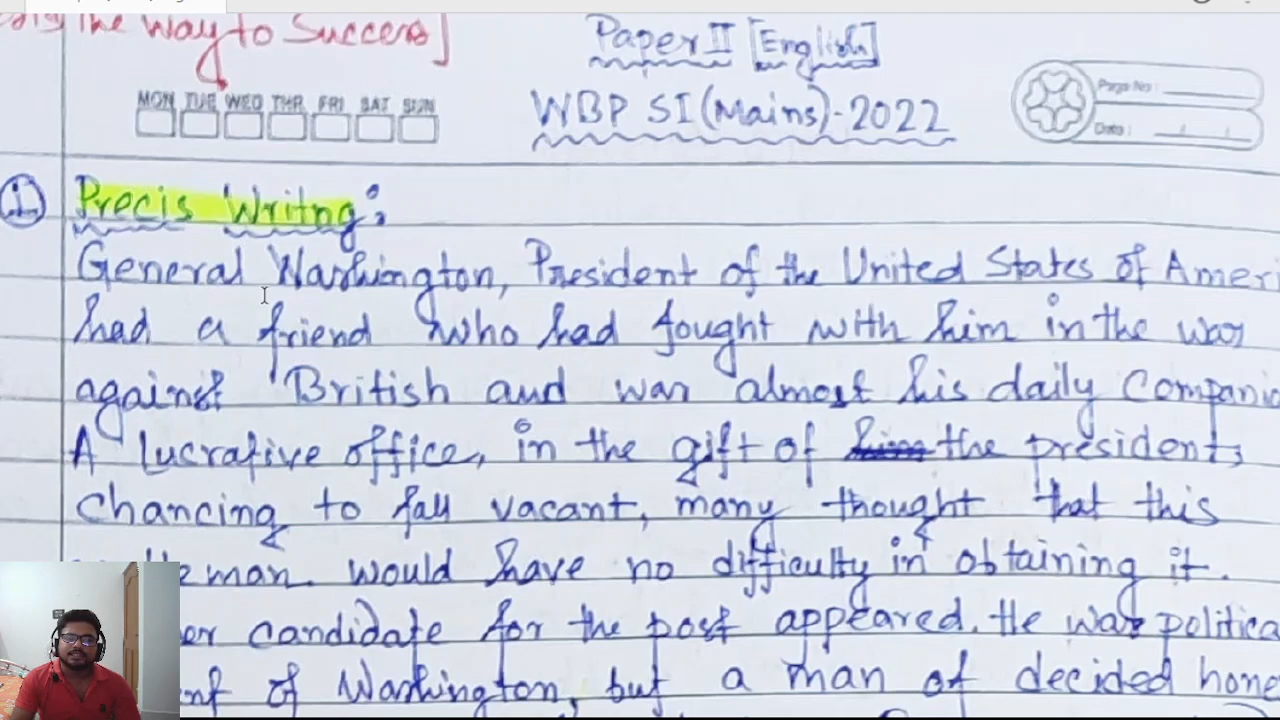 the way to Success]
Paper II [English]
MON TUE WED THR FRI SAT SUN
WBP SI (Mains)-2022
Page No:
Date:
1 Precis Writng:
General Washington, President of the United States of Ameri
had a friend who had fought with him in the war
against British and was almost his daily Compani
A lucrative office, in the gift of the president,
chancing to fall vacant, many thought that this
eman would have no difficulty in obtaining it.
er candidate for the post appeared. He was politica
ent of Washington, but a man of decided hone